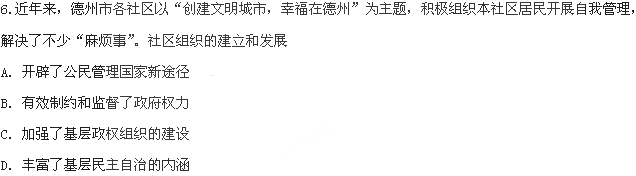 6.近年来，德州市各社区以“创建文明城市，幸福在德州”为主题，积极组织本社区居民开展自我管理，
解决了不少“麻烦事”。社区组织的建立和发展
A. 开辟了公民管理国家新途径
B. 有效制约和监督了政府权力
C. 加强了基层政权组织的建设
D. 丰富了基层民主自治的内涵